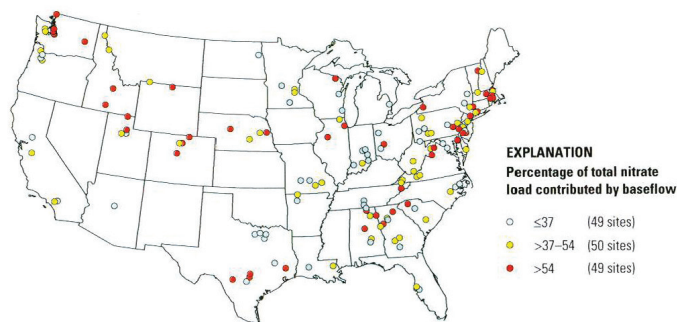 EXPLANATION
Percentage of total nitrate
load contributed by baseflow
≤37 (49 sites)
>37–54 (50 sites)
>54 (49 sites)